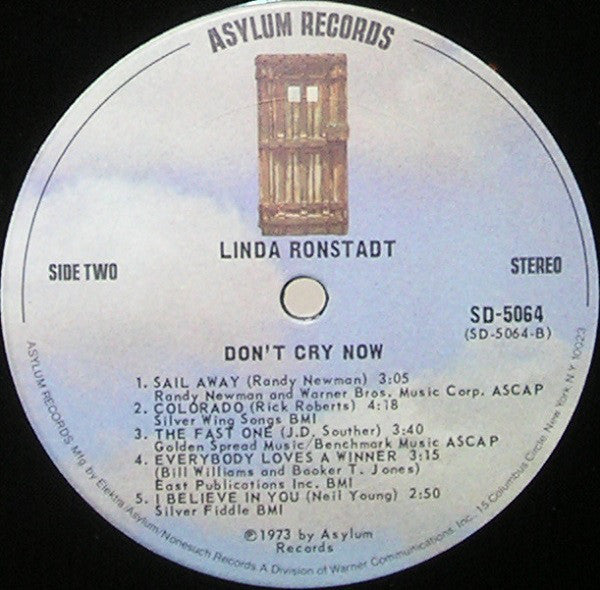 ASYLUM RECORDS
LINDA RONSTADT
SIDE TWO
STEREO
SD-5064
(SD-5064-B)
DON'T CRY NOW
1. SAIL AWAY (Randy Newman) 3:05
Randy Newman and Warner Bros. Music Corp. ASCAP
2. COLORADO (Rick Roberts) 4:18
Silver Wing Songs BMI
3. THE FAST ONE (J.D. Souther) 3:40
Golden Spread Music/Benchmark Music ASCAP
4. EVERYBODY LOVES A WINNER 3:15
(Bill Williams and Booker T. Jones)
East Publications Inc. BMI
5. I BELIEVE IN YOU (Neil Young) 2:50
Silver Fiddle BMI
℗1973 by Asylum
Records
ASYLUM RECORDS, Mfg. by Elektra/Asylum/Nonesuch Records A Division of Warner Communications, Inc. 15 Columbus Circle, New York, N.Y. 10023